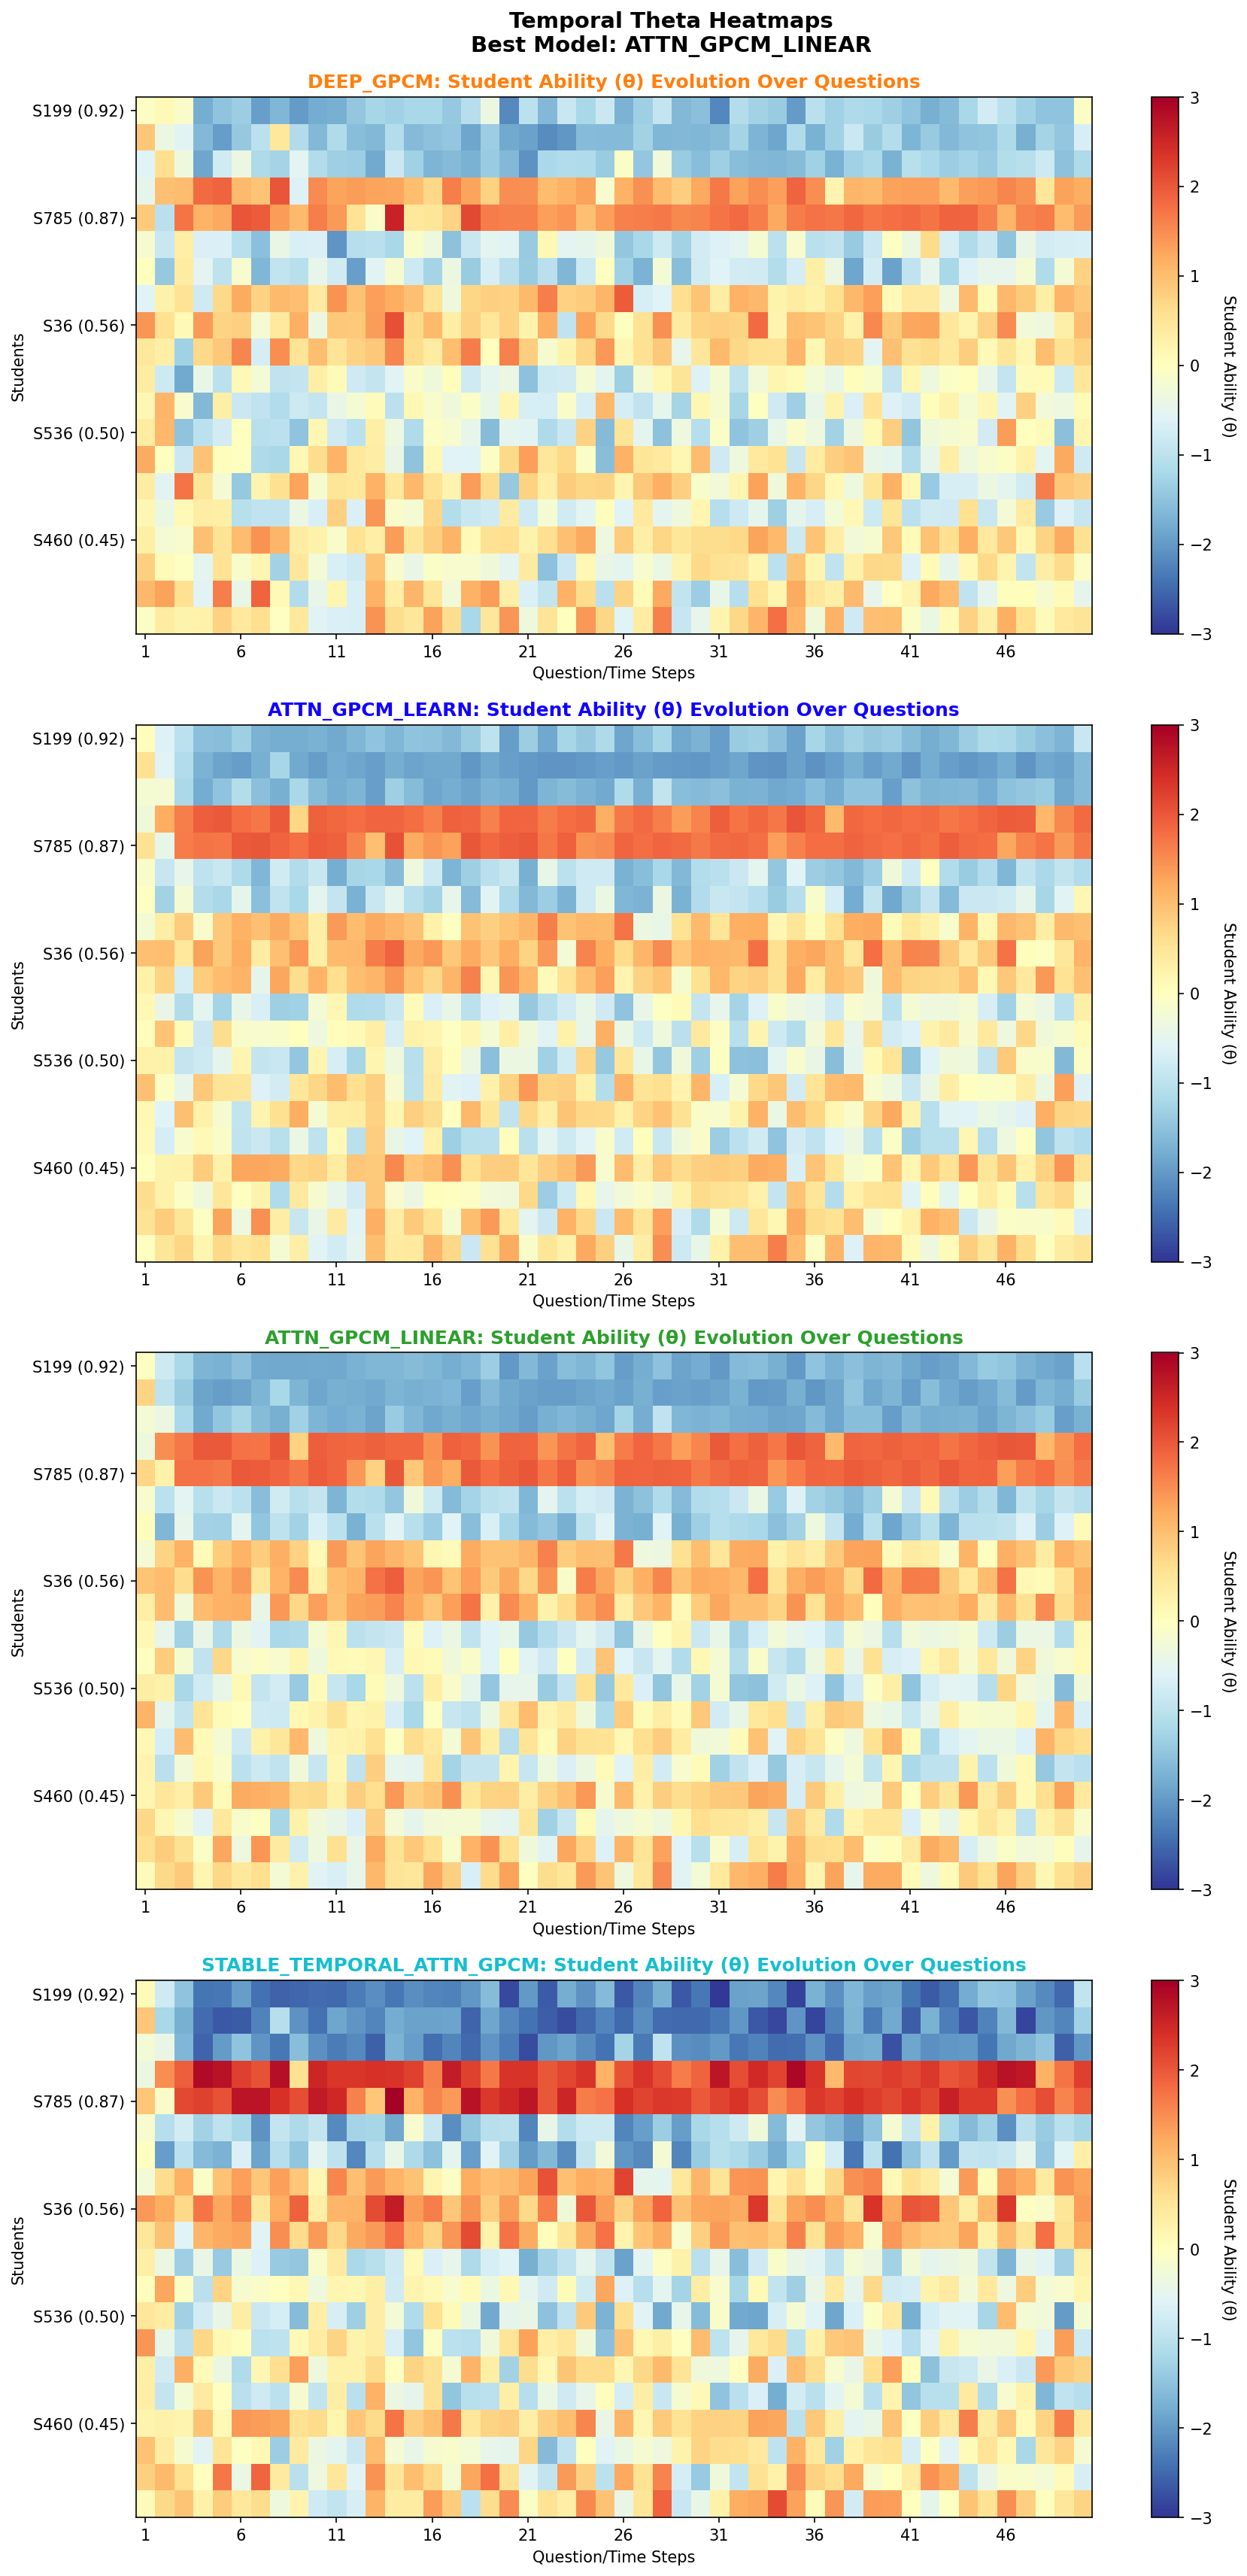 Temporal Theta Heatmaps
Best Model: ATTN_GPCM_LINEAR
DEEP_GPCM: Student Ability (θ) Evolution Over Questions
S199 (0.92)
S785 (0.87)
S36 (0.56)
S536 (0.50)
S460 (0.45)
Students
1 6 11 16 21 26 31 36 41 46
Question/Time Steps
3
2
1
0
−1
−2
−3
Student Ability (θ)
ATTN_GPCM_LEARN: Student Ability (θ) Evolution Over Questions
S199 (0.92)
S785 (0.87)
S36 (0.56)
S536 (0.50)
S460 (0.45)
Students
1 6 11 16 21 26 31 36 41 46
Question/Time Steps
3
2
1
0
−1
−2
−3
Student Ability (θ)
ATTN_GPCM_LINEAR: Student Ability (θ) Evolution Over Questions
S199 (0.92)
S785 (0.87)
S36 (0.56)
S536 (0.50)
S460 (0.45)
Students
1 6 11 16 21 26 31 36 41 46
Question/Time Steps
3
2
1
0
−1
−2
−3
Student Ability (θ)
STABLE_TEMPORAL_ATTN_GPCM: Student Ability (θ) Evolution Over Questions
S199 (0.92)
S785 (0.87)
S36 (0.56)
S536 (0.50)
S460 (0.45)
Students
1 6 11 16 21 26 31 36 41 46
Question/Time Steps
3
2
1
0
−1
−2
−3
Student Ability (θ)